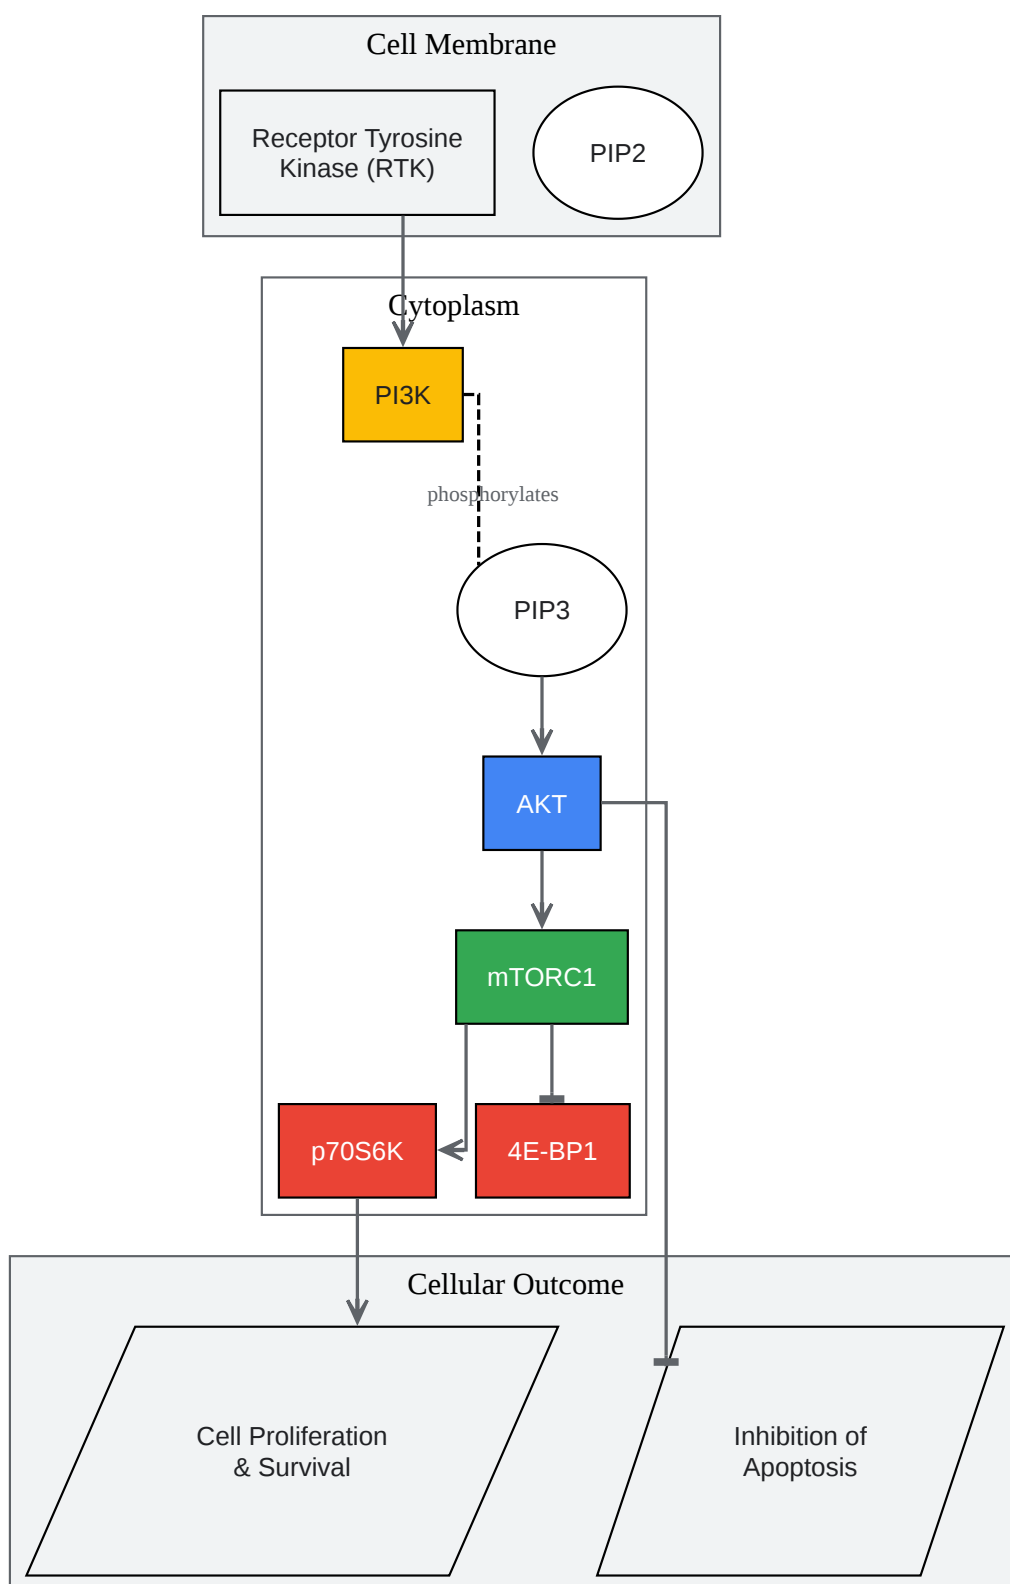 Cell Membrane
Receptor Tyrosine
Kinase (RTK)
PIP2
Cytoplasm
PI3K
phosphorylates
PIP3
AKT
mTORC1
p70S6K
4E-BP1
Cellular Outcome
Cell Proliferation
& Survival
Inhibition of
Apoptosis